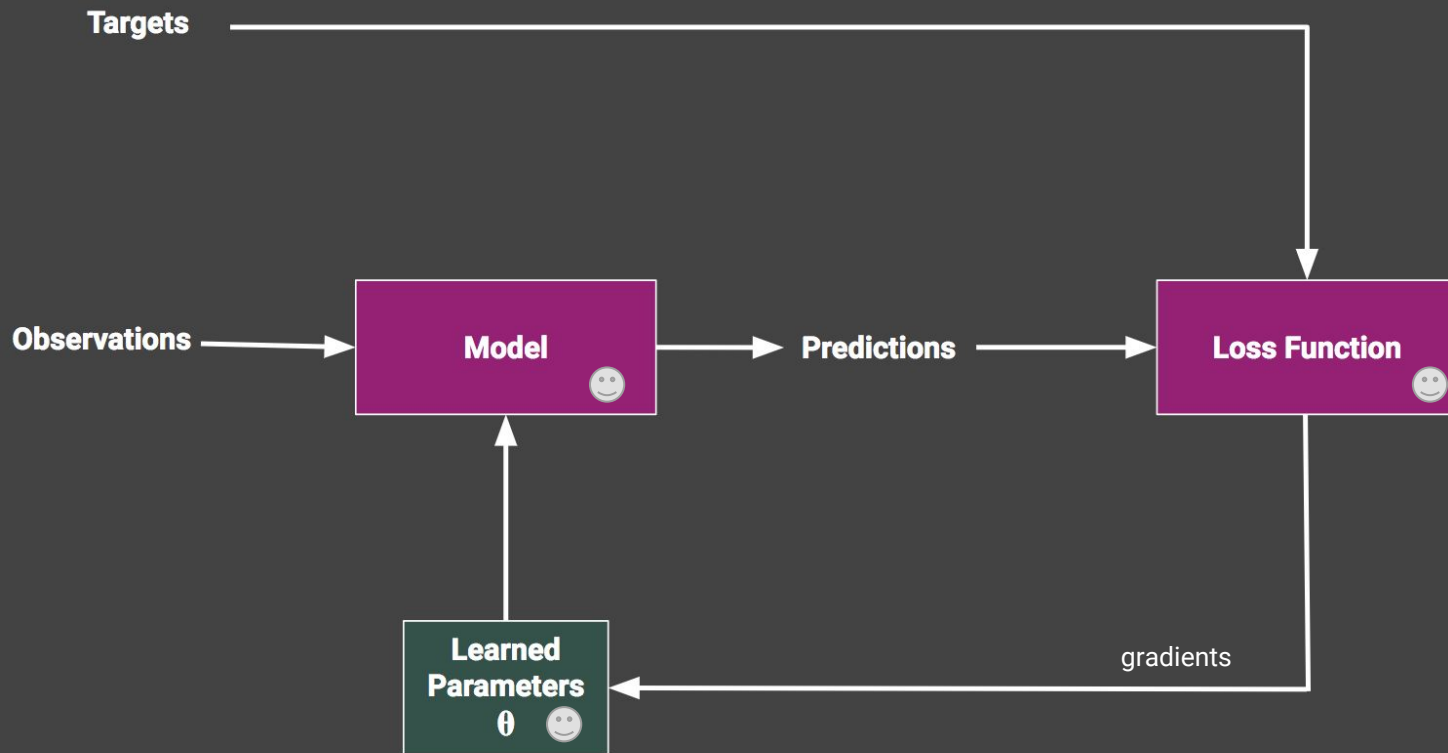 Targets
Observations
Model
Predictions
Loss Function
gradients
Learned
Parameters
θ